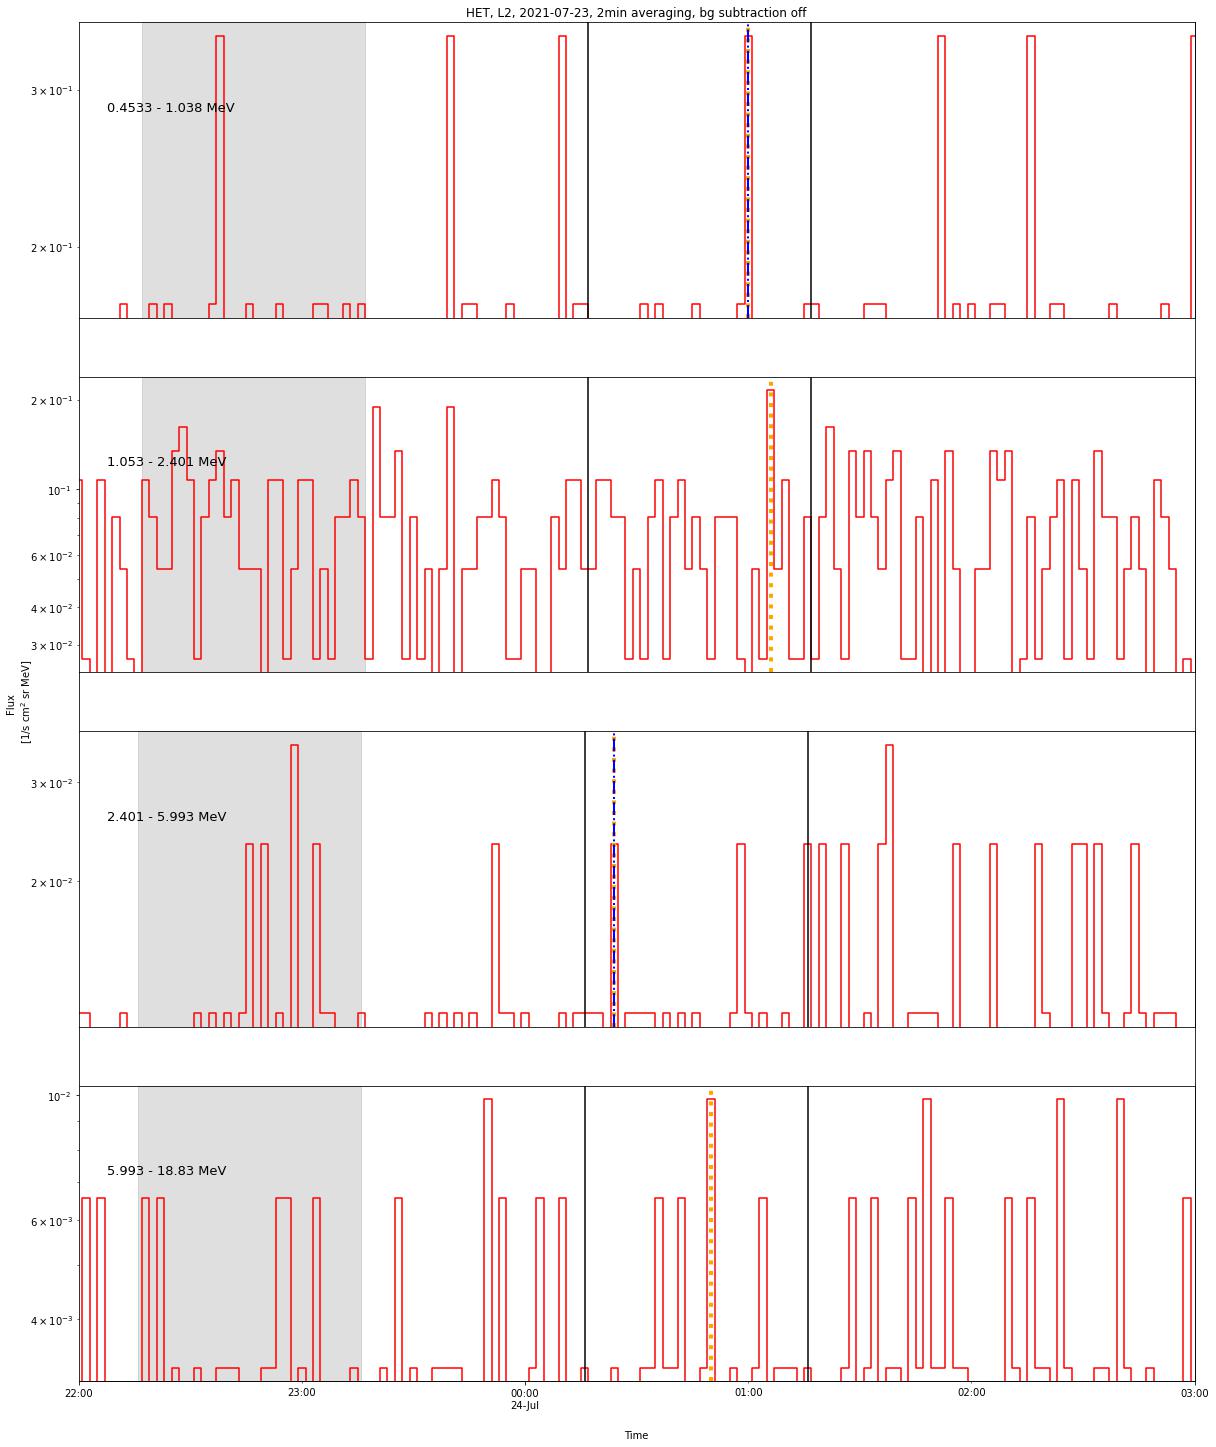 HET, L2, 2021-07-23, 2min averaging, bg subtraction off
3 × 10⁻¹
0.4533 - 1.038 MeV
2 × 10⁻¹
2 × 10⁻¹
1.053 - 2.401 MeV
10⁻¹
6 × 10⁻²
4 × 10⁻²
3 × 10⁻²
Flux
[1/s cm² sr MeV]
3 × 10⁻²
2.401 - 5.993 MeV
2 × 10⁻²
10⁻²
5.993 - 18.83 MeV
6 × 10⁻³
4 × 10⁻³
22:00 23:00 00:00 01:00 02:00 03:00
24-Jul
Time